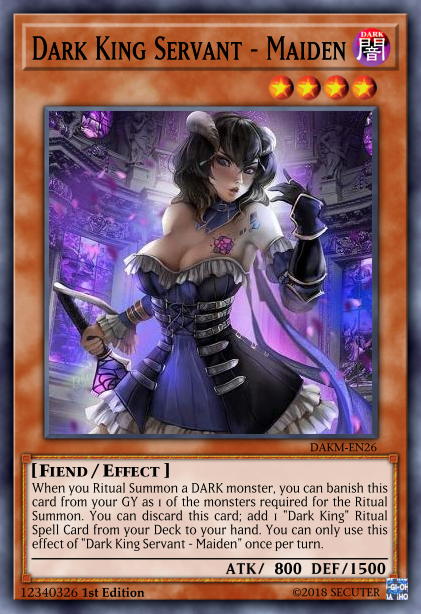 Dark King Servant - Maiden
DARK
闇
DAKM-EN26
[Fiend / Effect ]
When you Ritual Summon a DARK monster, you can banish this
card from your GY as 1 of the monsters required for the Ritual
Summon. You can discard this card; add 1 "Dark King" Ritual
Spell Card from your Deck to your hand. You can only use this
effect of "Dark King Servant - Maiden" once per turn.
ATK/ 800 DEF/1500
12340326 1st Edition
©2018 SECUTER